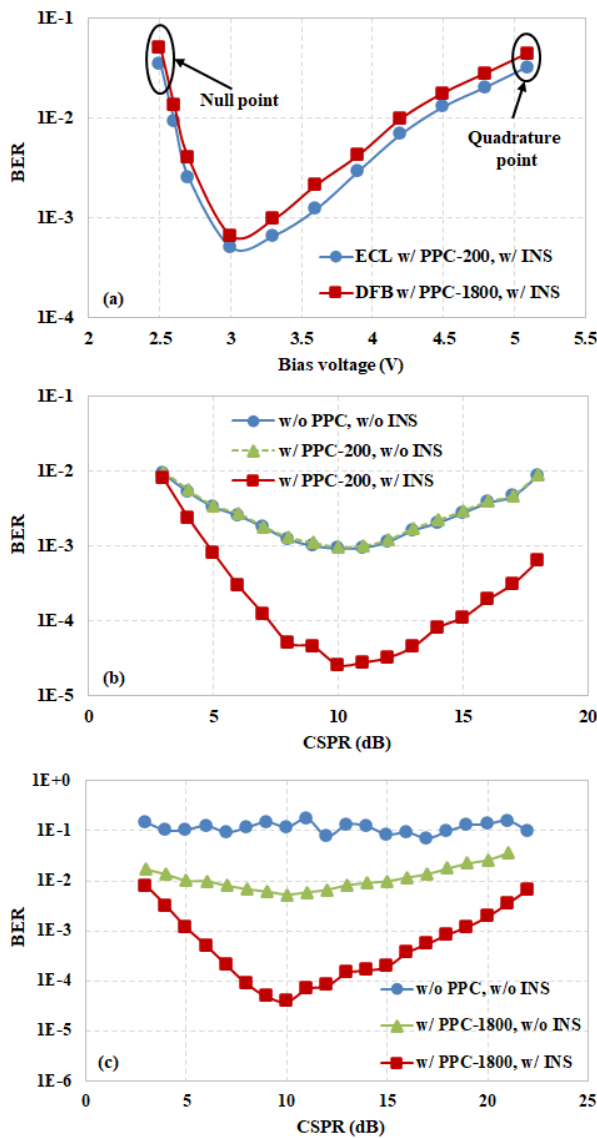 1E-1
Null point
1E-2
Quadrature
point
BER
1E-3
ECL w/ PPC-200, w/ INS
DFB w/ PPC-1800, w/ INS
(a)
1E-4
2 2.5 3 3.5 4 4.5 5 5.5
Bias voltage (V)
1E-1
w/o PPC, w/o INS
w/ PPC-200, w/o INS
w/ PPC-200, w/ INS
1E-2
BER
1E-3
1E-4
(b)
1E-5
0 5 10 15 20
CSPR (dB)
1E+0
1E-1
1E-2
BER
1E-3
1E-4
w/o PPC, w/o INS
w/ PPC-1800, w/o INS
1E-5
w/ PPC-1800, w/ INS
(c)
1E-6
0 5 10 15 20 25
CSPR (dB)